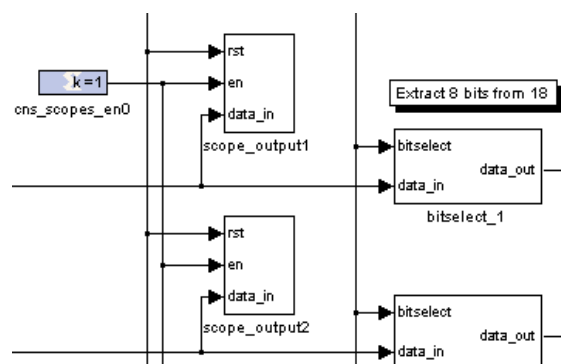 rst
k =1
en
Extract 8 bits from 18
cns_scopes_en0
data_in
scope_output1
bitselect
data_out
data_in
bitselect_1
rst
en
data_in
scope_output2
bitselect
data_out
data_in